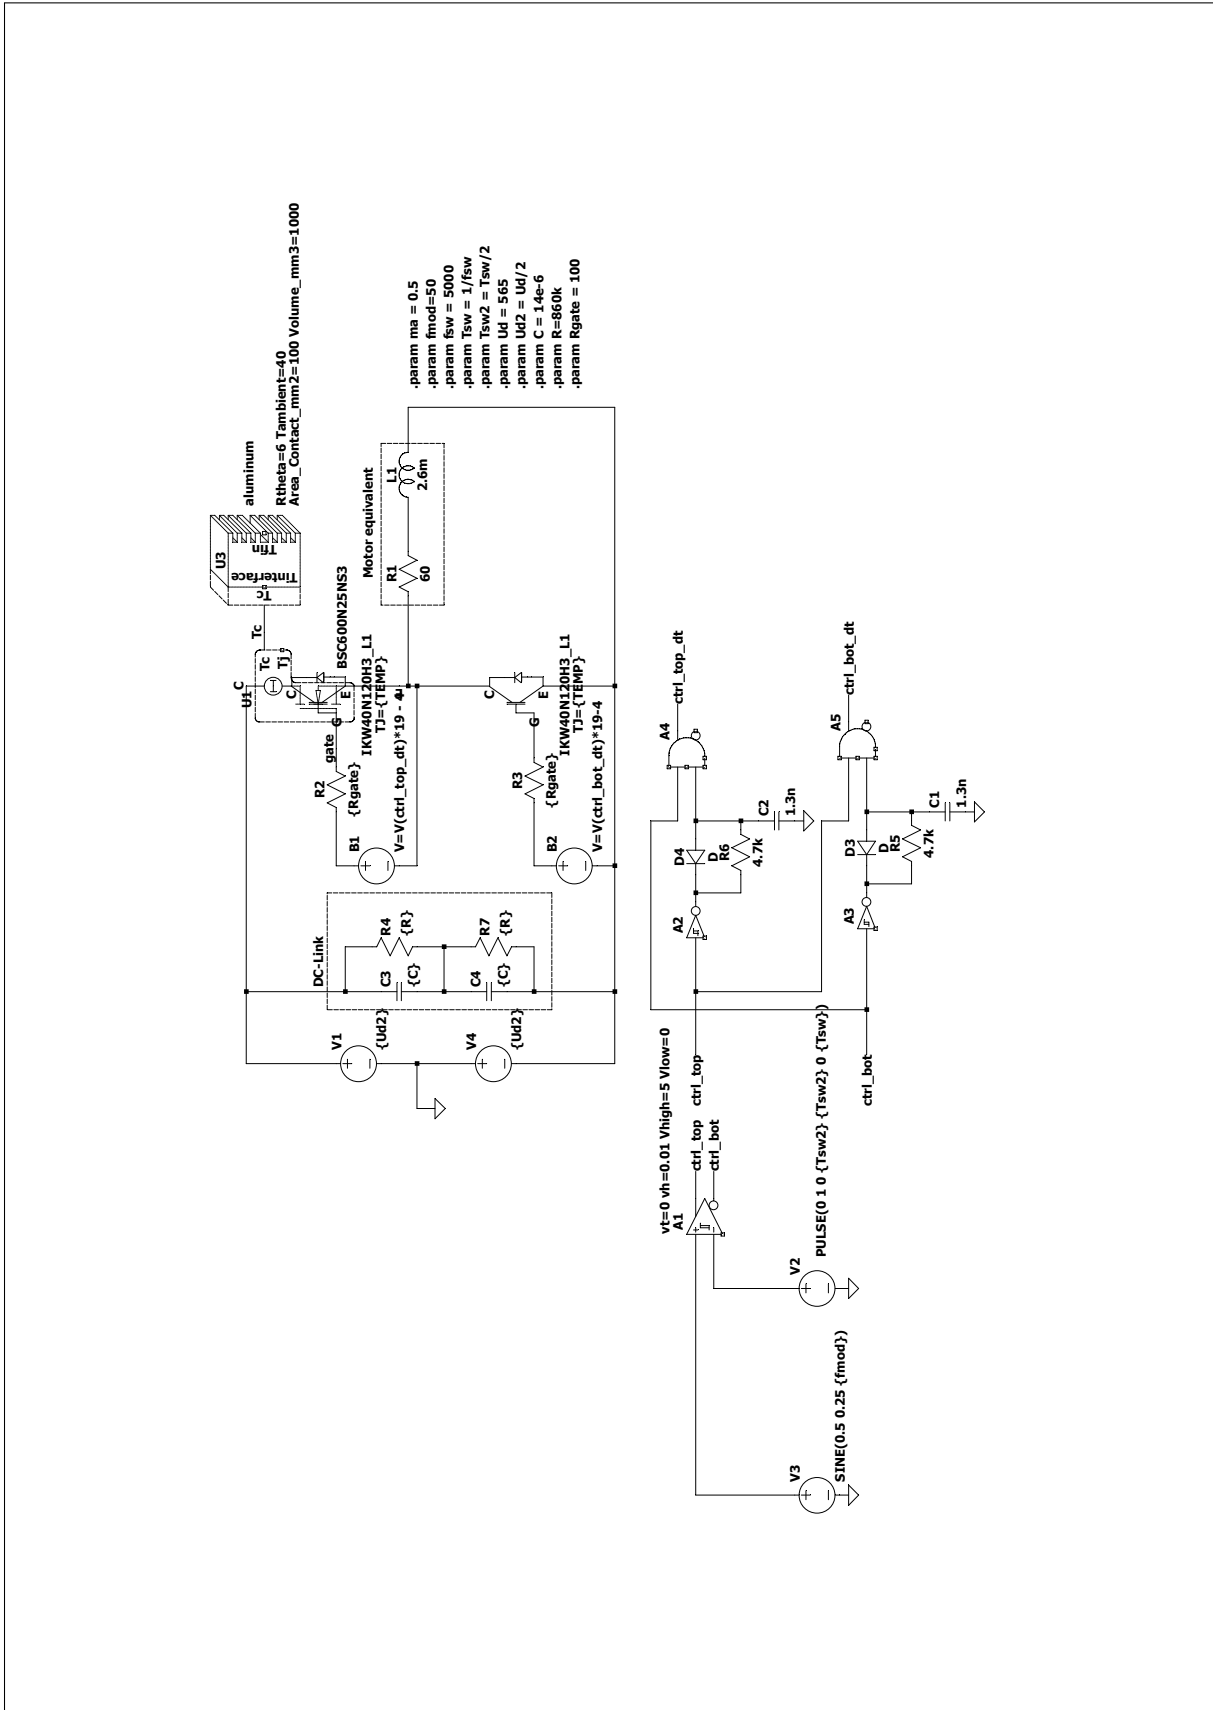 V1
{Ud2}
V4
{Ud2}
DC-Link
C3
{C}
R4
{R}
C4
{C}
R7
{R}
B1
V=V(ctrl_top_dt)*19 - 4
R2
{Rgate}
gate
C
U1
Tc
Tj
C
G
E
IKW40N120H3_L1
TJ={TEMP}
BSC600N25NS3
Tc
U3
Tc
Tinterface
Tfin
aluminum
Rtheta=6 Tambient=40
Area_Contact_mm2=100 Volume_mm3=1000
B2
V=V(ctrl_bot_dt)*19-4
R3
{Rgate}
C
G
E
IKW40N120H3_L1
TJ={TEMP}
Motor equivalent
R1
60
L1
2.6m
.param ma = 0.5
.param fmod=50
.param fsw = 5000
.param Tsw = 1/fsw
.param Tsw2 = Tsw/2
.param Ud = 565
.param Ud2 = Ud/2
.param C = 14e-6
.param R=860k
.param Rgate = 100
V3
SINE(0.5 0.25 {fmod})
V2
PULSE(0 1 0 {Tsw2} {Tsw2} 0 {Tsw})
vt=0 vh=0.01 Vhigh=5 Vlow=0
A1
ctrl_top
ctrl_bot
ctrl_top
A2
D4
D
R6
4.7k
C2
1.3n
A4
ctrl_top_dt
ctrl_bot
A3
D3
D
R5
4.7k
C1
1.3n
A5
ctrl_bot_dt